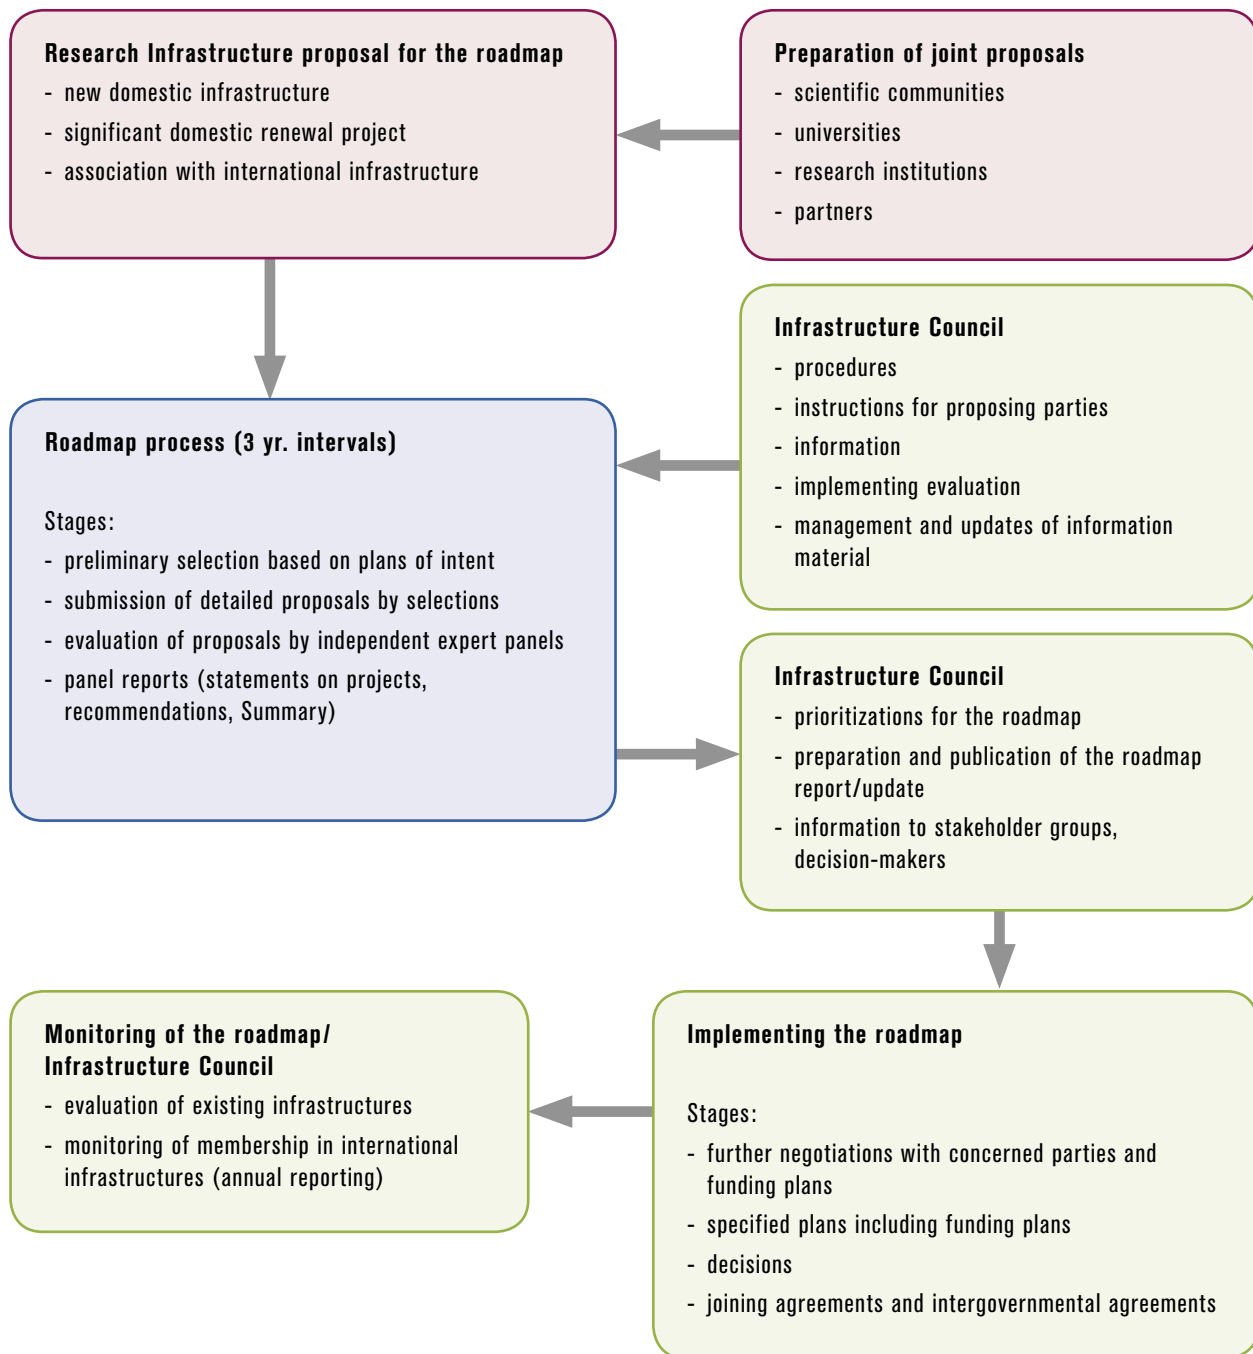 Research Infrastructure proposal for the roadmap
- new domestic infrastructure
- significant domestic renewal project
- association with international infrastructure
Preparation of joint proposals
- scientific communities
- universities
- research institutions
- partners
Infrastructure Council
- procedures
- instructions for proposing parties
- information
- implementing evaluation
- management and updates of information
material
Roadmap process (3 yr. intervals)
Stages:
- preliminary selection based on plans of intent
- submission of detailed proposals by selections
- evaluation of proposals by independent expert panels
- panel reports (statements on projects,
recommendations, Summary)
Infrastructure Council
- prioritizations for the roadmap
- preparation and publication of the roadmap
report/update
- information to stakeholder groups,
decision-makers
Implementing the roadmap
Stages:
- further negotiations with concerned parties and
funding plans
- specified plans including funding plans
- decisions
- joining agreements and intergovernmental agreements
Monitoring of the roadmap/
Infrastructure Council
- evaluation of existing infrastructures
- monitoring of membership in international
infrastructures (annual reporting)